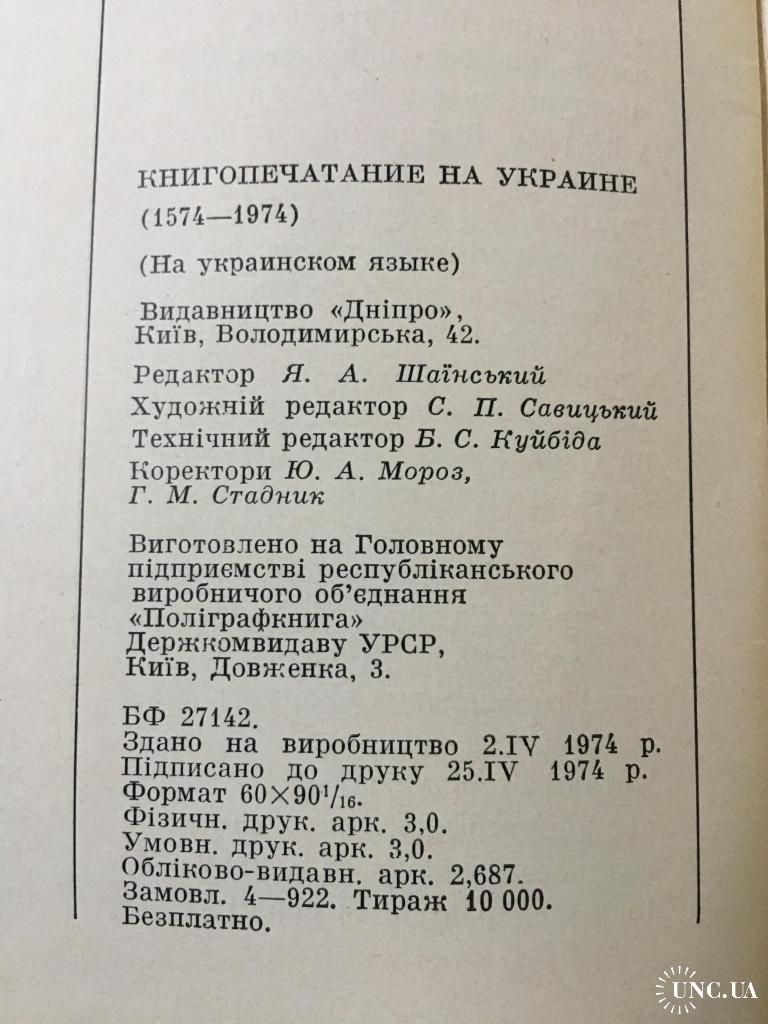 КНИГОПЕЧАТАНИЕ НА УКРАИНЕ
(1574—1974)
(На украинском языке)
Видавництво «Дніпро»,
Київ, Володимирська, 42.
Редактор Я. А. Шаїнський
Художній редактор С. П. Савицький
Технічний редактор Б. С. Куйбіда
Коректори Ю. А. Мороз,
Г. М. Стадник
Виготовлено на Головному
підприємстві республіканського
виробничого об’єднання
«Поліграфкнига»
Держкомвидаву УРСР,
Київ, Довженка, 3.
БФ 27142.
Здано на виробництво 2.IV 1974 р.
Підписано до друку 25.IV 1974 р.
Формат 60×90¹/₁₆.
Фізичн. друк. арк. 3,0.
Умовн. друк. арк. 3,0.
Обліково-видавн. арк. 2,687.
Замовл. 4—922. Тираж 10 000.
Безплатно.
UNC.UA